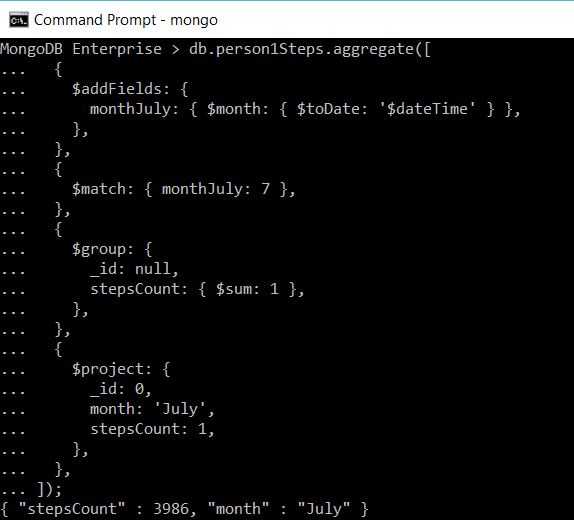 Command Prompt - mongo
MongoDB Enterprise > db.person1Steps.aggregate([
...   {
...     $addFields: {
...       monthJuly: { $month: { $toDate: '$dateTime' } },
...     },
...   },
...   {
...     $match: { monthJuly: 7 },
...   },
...   {
...     $group: {
...       _id: null,
...       stepsCount: { $sum: 1 },
...     },
...   },
...   {
...     $project: {
...       _id: 0,
...       month: 'July',
...       stepsCount: 1,
...     },
...   },
... ]);
{ "stepsCount" : 3986, "month" : "July" }